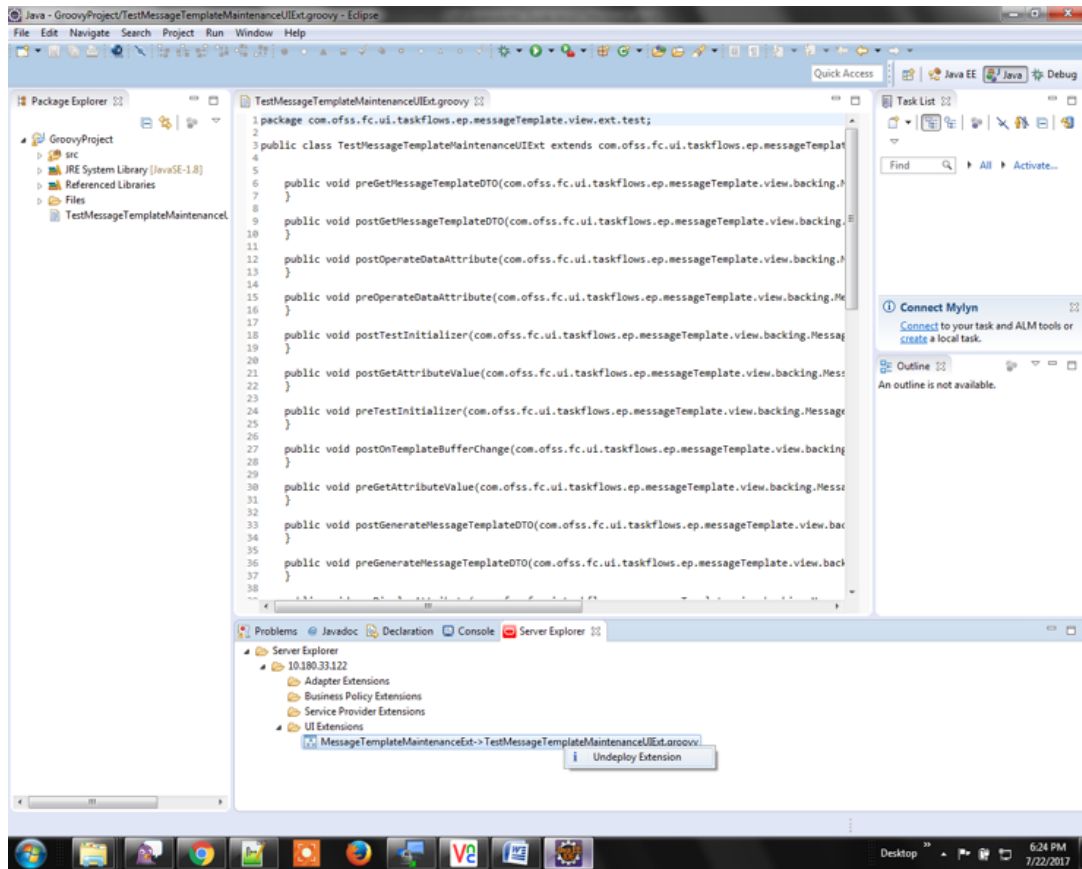 Java - GroovyProject/TestMessageTemplateMaintenanceUIExt.groovy - Eclipse
File Edit Navigate Search Project Run Window Help
Quick Access
Java EE
Java
Debug
Package Explorer
GroovyProject
src
JRE System Library [JavaSE-1.8]
Referenced Libraries
Files
TestMessageTemplateMaintenanceU
TestMessageTemplateMaintenanceUIExt.groovy
1 package com.ofss.fc.ui.taskflows.ep.messageTemplate.view.ext.test;
2
3 public class TestMessageTemplateMaintenanceUIExt extends com.ofss.fc.ui.taskflows.ep.messageTemplat
4
5
6 public void preGetMessageTemplateDTO(com.ofss.fc.ui.taskflows.ep.messageTemplate.view.backing.M
7 }
8
9 public void postGetMessageTemplateDTO(com.ofss.fc.ui.taskflows.ep.messageTemplate.view.backing.
10 }
11
12 public void postOperateDataAttribute(com.ofss.fc.ui.taskflows.ep.messageTemplate.view.backing.M
13 }
14
15 public void preOperateDataAttribute(com.ofss.fc.ui.taskflows.ep.messageTemplate.view.backing.Me
16 }
17
18 public void postTestInitializer(com.ofss.fc.ui.taskflows.ep.messageTemplate.view.backing.Messag
19 }
20
21 public void postGetAttributeValue(com.ofss.fc.ui.taskflows.ep.messageTemplate.view.backing.Mess
22 }
23
24 public void preTestInitializer(com.ofss.fc.ui.taskflows.ep.messageTemplate.view.backing.Message
25 }
26
27 public void postOnTemplateBufferChange(com.ofss.fc.ui.taskflows.ep.messageTemplate.view.backing
28 }
29
30 public void preGetAttributeValue(com.ofss.fc.ui.taskflows.ep.messageTemplate.view.backing.Messa
31 }
32
33 public void postGenerateMessageTemplateDTO(com.ofss.fc.ui.taskflows.ep.messageTemplate.view.bac
34 }
35
36 public void preGenerateMessageTemplateDTO(com.ofss.fc.ui.taskflows.ep.messageTemplate.view.back
37 }
38
Task List
Find
All
Activate...
Connect Mylyn
Connect to your task and ALM tools or
create a local task.
Outline
An outline is not available.
Problems
Javadoc
Declaration
Console
Server Explorer
Server Explorer
10.180.33.122
Adapter Extensions
Business Policy Extensions
Service Provider Extensions
UI Extensions
MessageTemplateMaintenanceExt->TestMessageTemplateMaintenanceUIExt.groovy
Undeploy Extension
Desktop
6:24 PM
7/22/2017